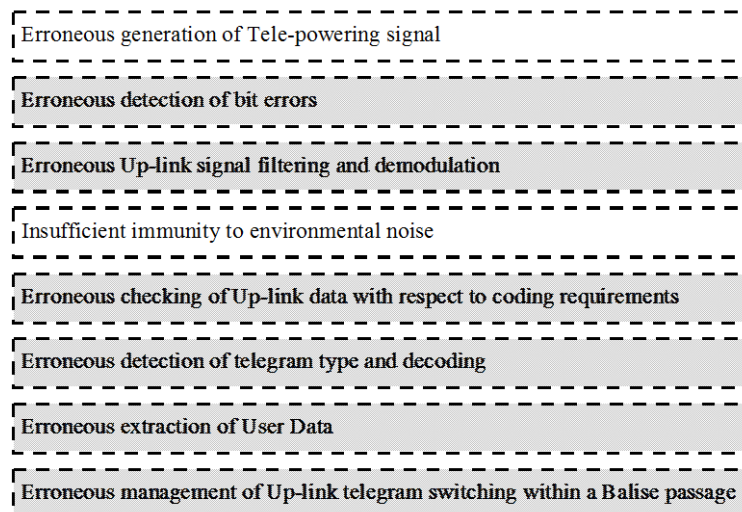 Erroneous generation of Tele-powering signal
Erroneous detection of bit errors
Erroneous Up-link signal filtering and demodulation
Insufficient immunity to environmental noise
Erroneous checking of Up-link data with respect to coding requirements
Erroneous detection of telegram type and decoding
Erroneous extraction of User Data
Erroneous management of Up-link telegram switching within a Balise passage